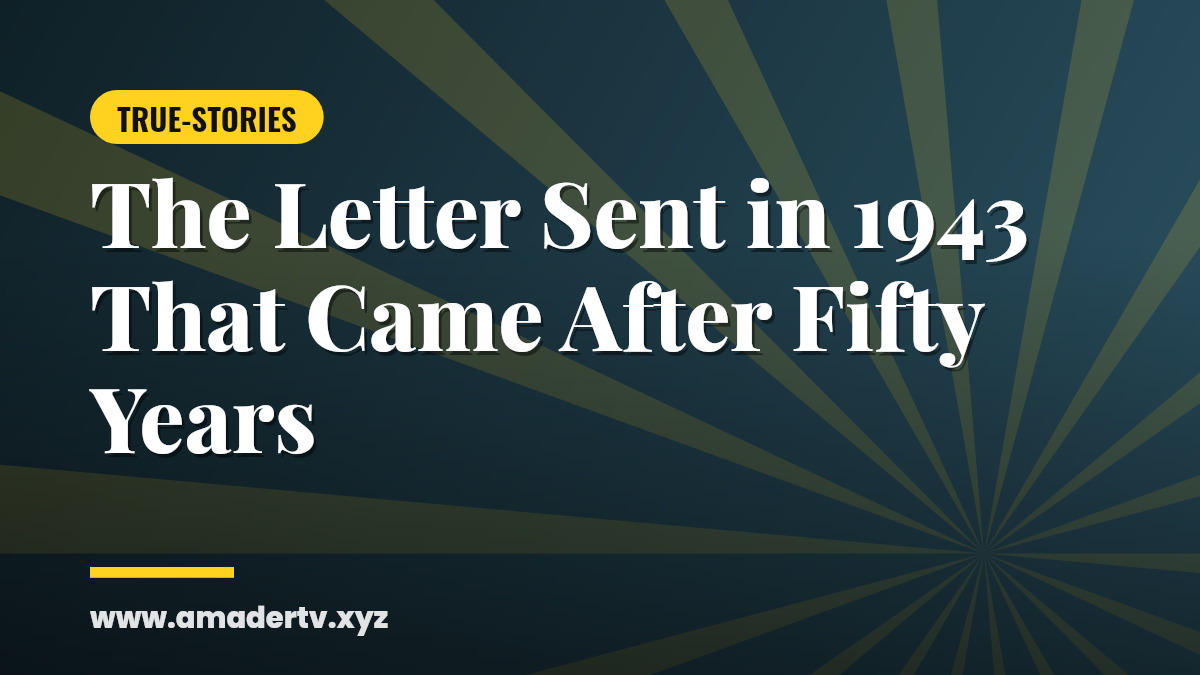 TRUE-STORIES
The Letter Sent in 1943
That Came After Fifty
Years
www.amadertv.xyz